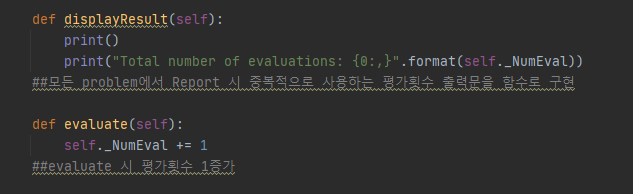 def displayResult(self):
    print()
    print("Total number of evaluations: {0:,}".format(self._NumEval))
##모든 problem에서 Report 시 중복적으로 사용하는 평가횟수 출력문을 함수로 구현
def evaluate(self):
    self._NumEval += 1
##evaluate 시 평가횟수 1증가